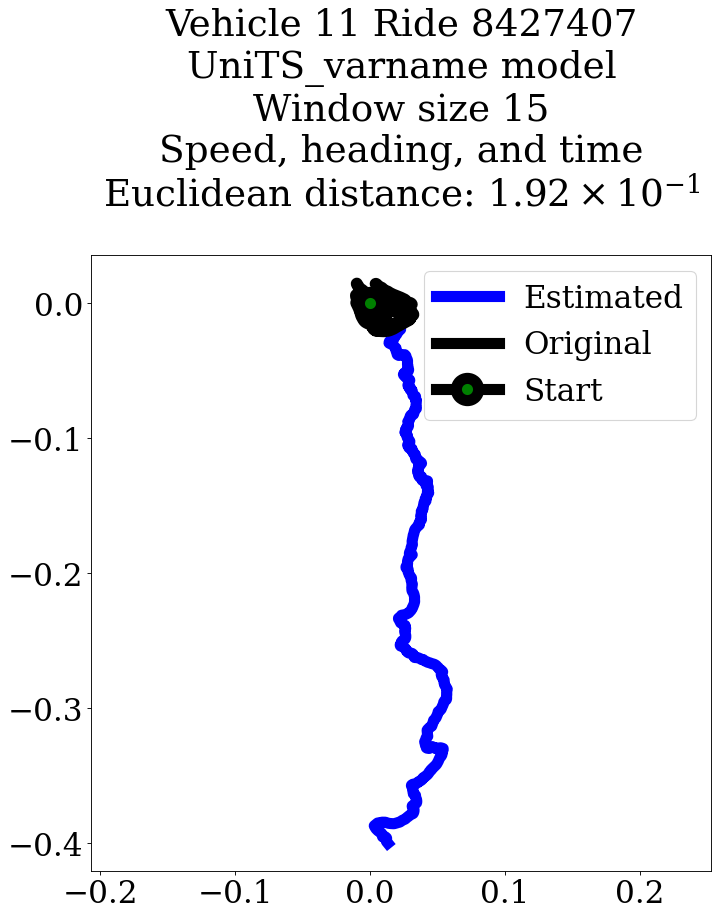 Vehicle 11 Ride 8427407
UniTS_varname model
Window size 15
Speed, heading, and time
Euclidean distance: 1.92 × 10⁻¹
Estimated
Original
Start
0.0
−0.1
−0.2
−0.3
−0.4
−0.2
−0.1
0.0
0.1
0.2